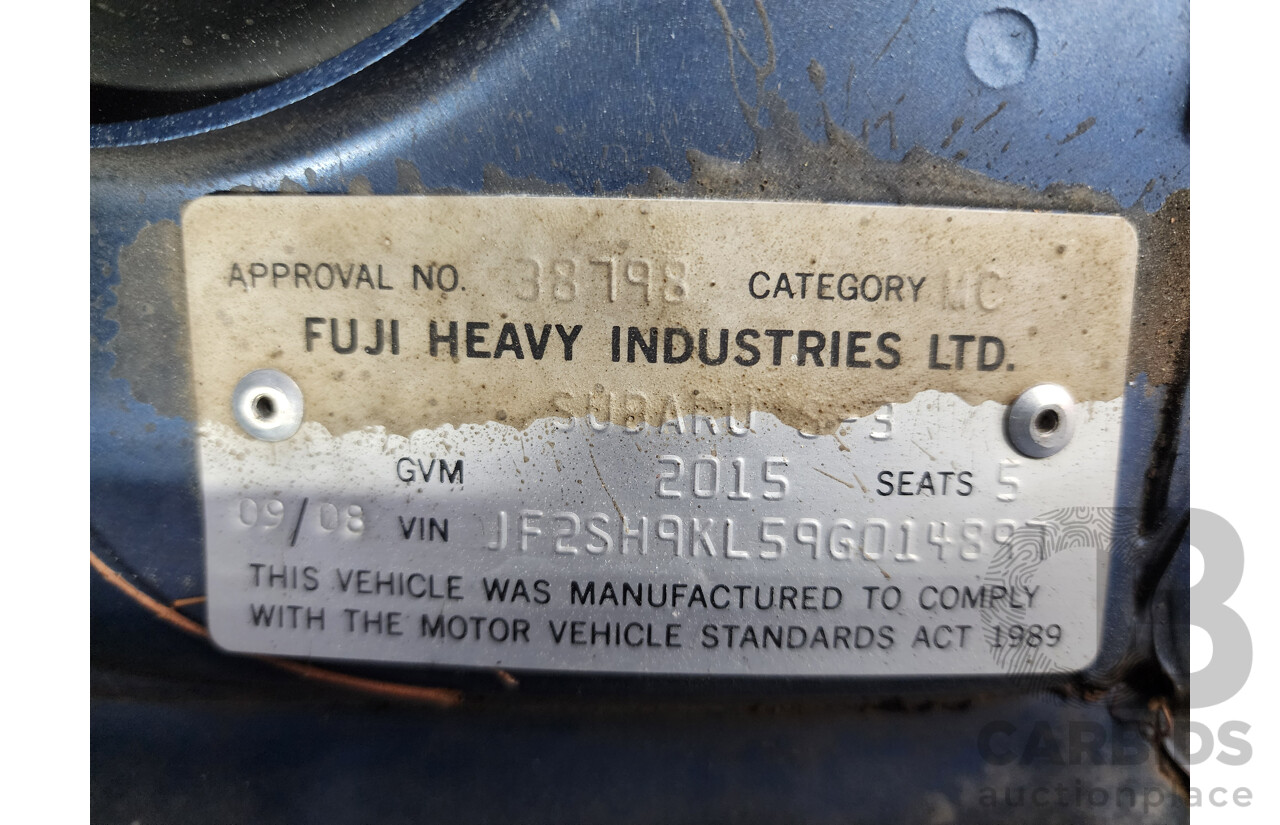 APPROVAL NO. 38798 CATEGORY MC
FUJI HEAVY INDUSTRIES LTD.
SUBARU S-3
GVM 2015 SEATS 5
09/08 VIN JF2SH9KL59G014897
THIS VEHICLE WAS MANUFACTURED TO COMPLY
WITH THE MOTOR VEHICLE STANDARDS ACT 1989
CARBIDS
auctionplace